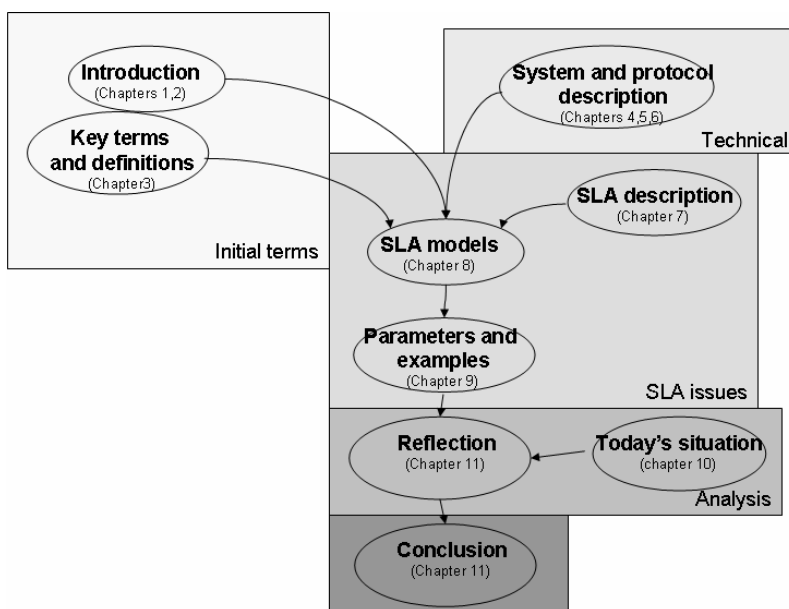 Introduction
(Chapters 1,2)
Key terms
and definitions
(Chapter3)
Initial terms
System and protocol
description
(Chapters 4,5,6)
Technical
SLA description
(Chapter 7)
SLA models
(Chapter 8)
Parameters and
examples
(Chapter 9)
SLA issues
Reflection
(Chapter 11)
Today's situation
(chapter 10)
Analysis
Conclusion
(Chapter 11)